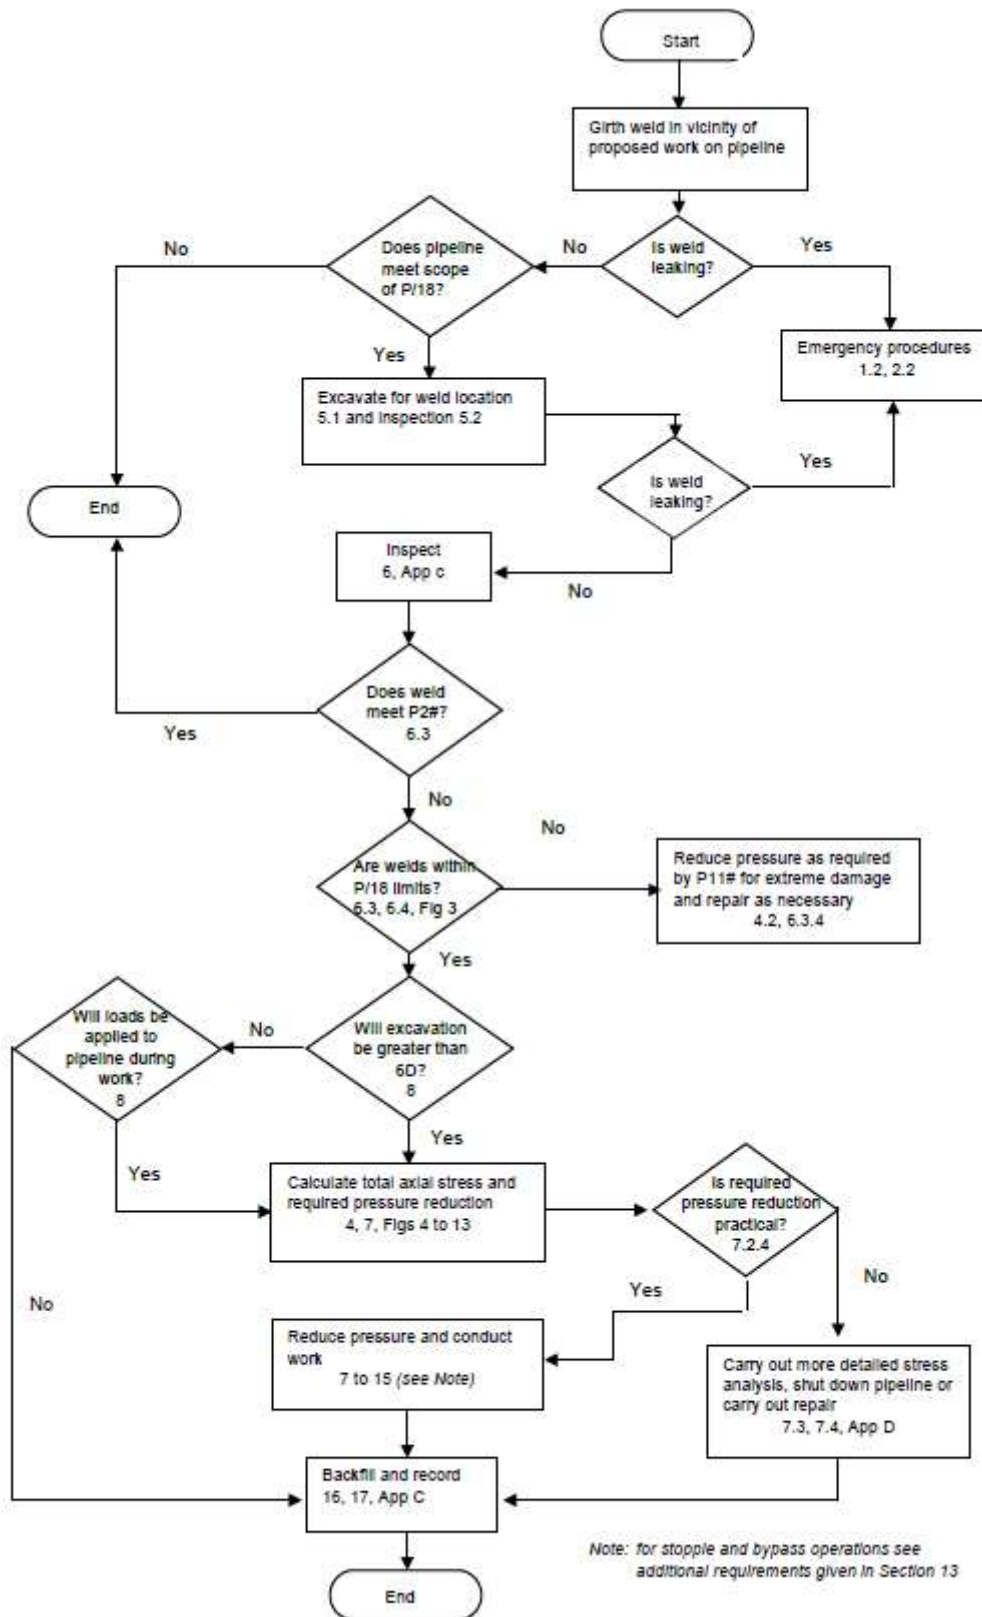 Start
Girth weld in vicinity of
proposed work on pipeline
Is weld
leaking?
No
Yes
Does pipeline
meet scope
of P/18?
No
Yes
Emergency procedures
1.2, 2.2
Excavate for weld location
5.1 and inspection 5.2
Is weld
leaking?
Yes
No
End
Inspect
6, App c
Does weld
meet P2#?
6.3
Yes
No
Are welds within
P/18 limits?
6.3, 6.4, Fig 3
No
Reduce pressure as required
by P11# for extreme damage
and repair as necessary
4.2, 6.3.4
Yes
Will excavation
be greater than
6D?
8
No
Will loads be
applied to
pipeline during
work?
8
Yes
Yes
Calculate total axial stress and
required pressure reduction
4, 7, Figs 4 to 13
Is required
pressure reduction
practical?
7.2.4
No
Yes
No
Reduce pressure and conduct
work
7 to 15 (see Note)
Carry out more detailed stress
analysis, shut down pipeline or
carry out repair
7.3, 7.4, App D
Backfill and record
16, 17, App C
End
Note: for stopple and bypass operations see
additional requirements given in Section 13